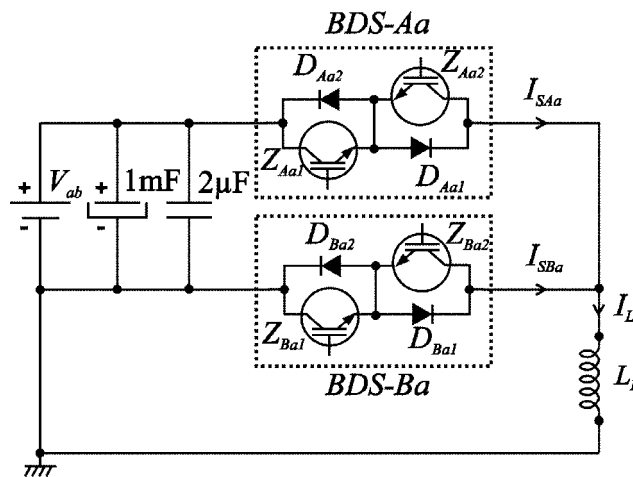 BDS-Aa
D_Aa2
Z_Aa2
I_SAa
Z_Aa1
D_Aa1
+ V_ab + 1mF 2µF
- -
D_Ba2
Z_Ba2
I_SBa
Z_Ba1
D_Ba1
I_L
BDS-Ba